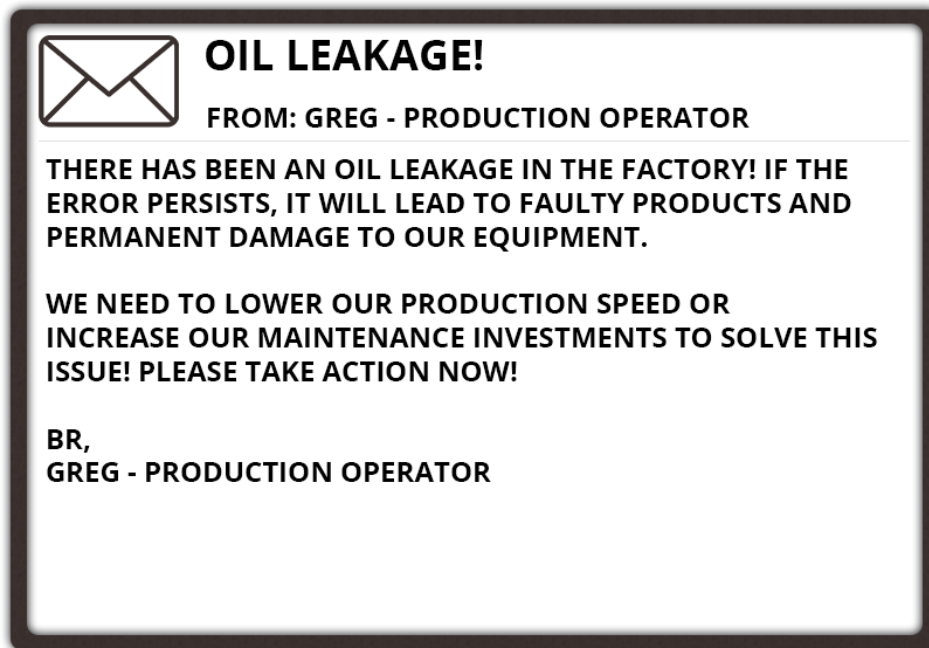 OIL LEAKAGE!
FROM: GREG - PRODUCTION OPERATOR
THERE HAS BEEN AN OIL LEAKAGE IN THE FACTORY! IF THE
ERROR PERSISTS, IT WILL LEAD TO FAULTY PRODUCTS AND
PERMANENT DAMAGE TO OUR EQUIPMENT.
WE NEED TO LOWER OUR PRODUCTION SPEED OR
INCREASE OUR MAINTENANCE INVESTMENTS TO SOLVE THIS
ISSUE! PLEASE TAKE ACTION NOW!
BR,
GREG - PRODUCTION OPERATOR